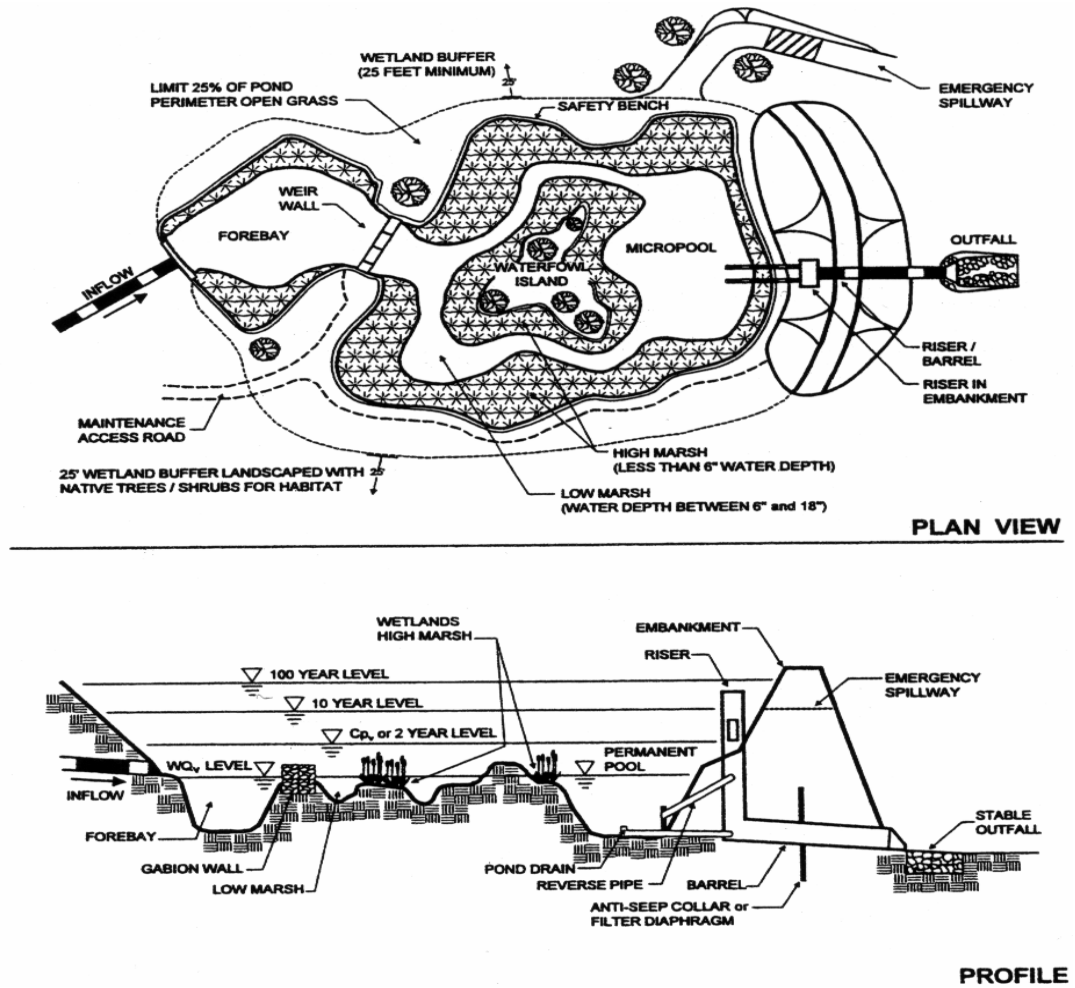 WETLAND BUFFER
(25 FEET MINIMUM)
25'
LIMIT 25% OF POND
PERIMETER OPEN GRASS
SAFETY BENCH
EMERGENCY
SPILLWAY
WEIR
WALL
FOREBAY
MICROPOOL
OUTFALL
WATERFOWL
ISLAND
INFLOW
RISER /
BARREL
RISER IN
EMBANKMENT
MAINTENANCE
ACCESS ROAD
HIGH MARSH
(LESS THAN 6" WATER DEPTH)
25' WETLAND BUFFER LANDSCAPED WITH
NATIVE TREES / SHRUBS FOR HABITAT
25'
LOW MARSH
(WATER DEPTH BETWEEN 6" and 18")
PLAN VIEW
WETLANDS
HIGH MARSH
EMBANKMENT
RISER
100 YEAR LEVEL
EMERGENCY
SPILLWAY
10 YEAR LEVEL
Cpv or 2 YEAR LEVEL
PERMANENT
POOL
WQv LEVEL
INFLOW
FOREBAY
STABLE
OUTFALL
GABION WALL
POND DRAIN
LOW MARSH
REVERSE PIPE
BARREL
ANTI-SEEP COLLAR or
FILTER DIAPHRAGM
PROFILE